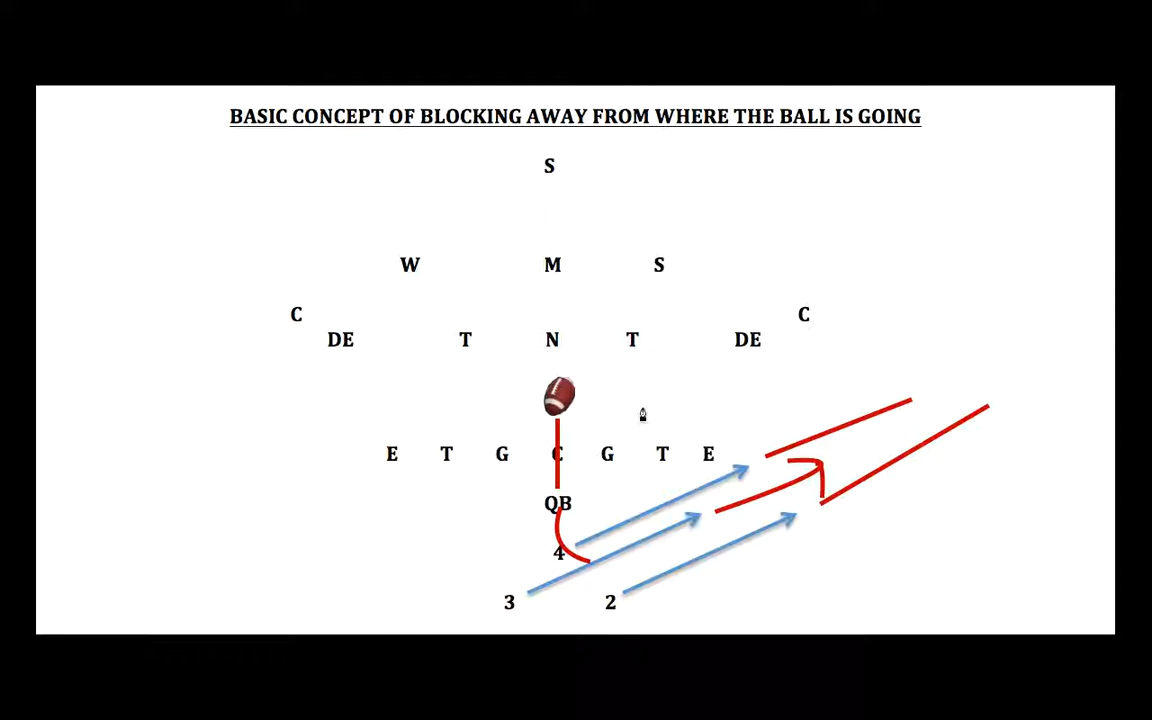 BASIC CONCEPT OF BLOCKING AWAY FROM WHERE THE BALL IS GOING
S
W M S
C C
DE T N T DE
E T G C G T E
QB
4
3 2